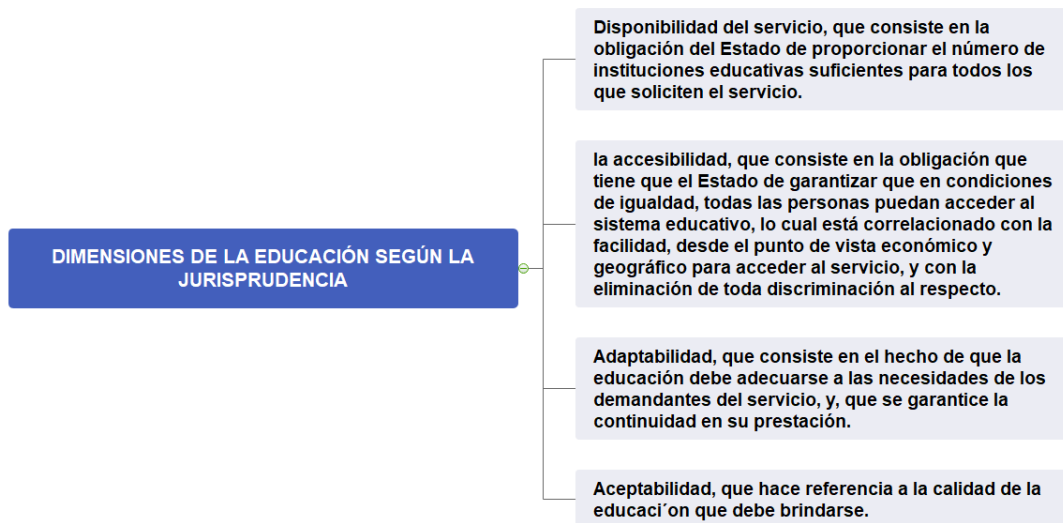 DIMENSIONES DE LA EDUCACIÓN SEGÚN LA
JURISPRUDENCIA
Disponibilidad del servicio, que consiste en la
obligación del Estado de proporcionar el número de
instituciones educativas suficientes para todos los
que soliciten el servicio.
la accesibilidad, que consiste en la obligación que
tiene que el Estado de garantizar que en condiciones
de igualdad, todas las personas puedan acceder al
sistema educativo, lo cual está correlacionado con la
facilidad, desde el punto de vista económico y
geográfico para acceder al servicio, y con la
eliminación de toda discriminación al respecto.
Adaptabilidad, que consiste en el hecho de que la
educación debe adecuarse a las necesidades de los
demandantes del servicio, y, que se garantice la
continuidad en su prestación.
Aceptabilidad, que hace referencia a la calidad de la
educaci´on que debe brindarse.